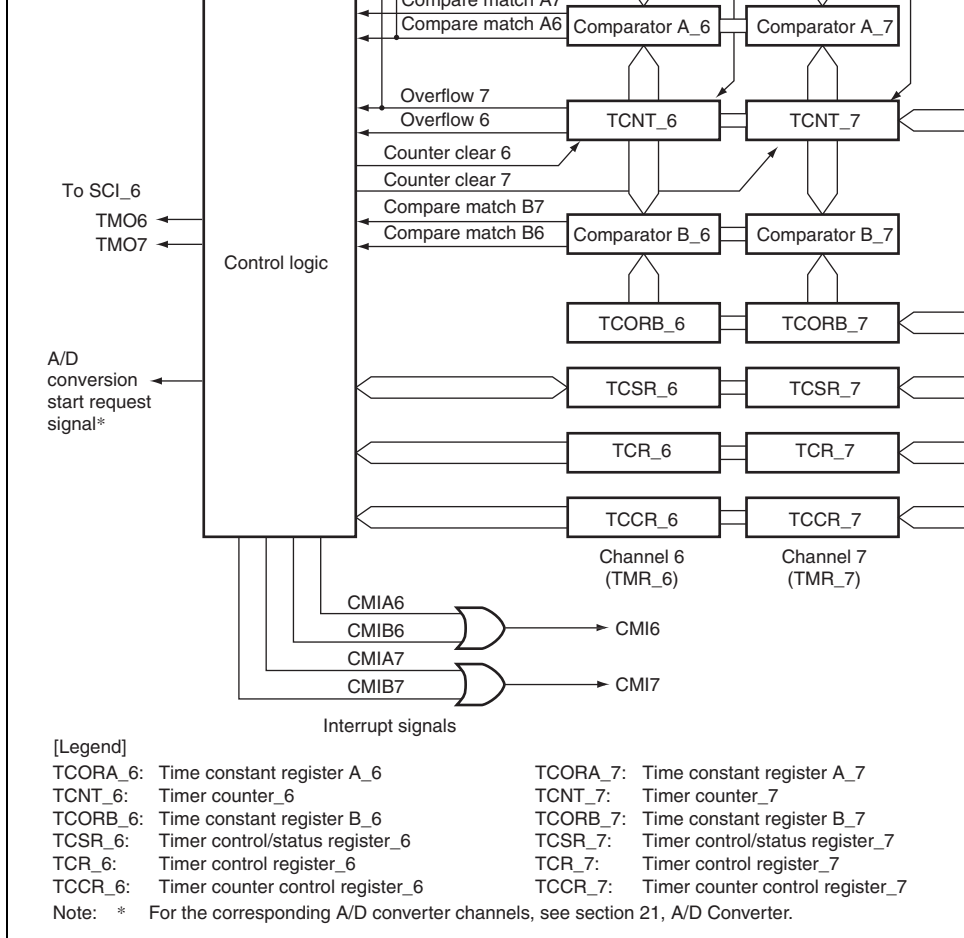 Compare match A7
Compare match A6
Comparator A_6
Comparator A_7
Overflow 7
Overflow 6
TCNT_6
TCNT_7
Counter clear 6
Counter clear 7
To SCI_6
TMO6
TMO7
Compare match B7
Compare match B6
Comparator B_6
Comparator B_7
Control logic
TCORB_6
TCORB_7
A/D
conversion
start request
signal*
TCSR_6
TCSR_7
TCR_6
TCR_7
TCCR_6
TCCR_7
Channel 6
(TMR_6)
Channel 7
(TMR_7)
CMIA6
CMIB6
CMI6
CMIA7
CMIB7
CMI7
Interrupt signals
[Legend]
TCORA_6: Time constant register A_6 TCORA_7: Time constant register A_7
TCNT_6: Timer counter_6 TCNT_7: Timer counter_7
TCORB_6: Time constant register B_6 TCORB_7: Time constant register B_7
TCSR_6: Timer control/status register_6 TCSR_7: Timer control/status register_7
TCR_6: Timer control register_6 TCR_7: Timer control register_7
TCCR_6: Timer counter control register_6 TCCR_7: Timer counter control register_7
Note: * For the corresponding A/D converter channels, see section 21, A/D Converter.